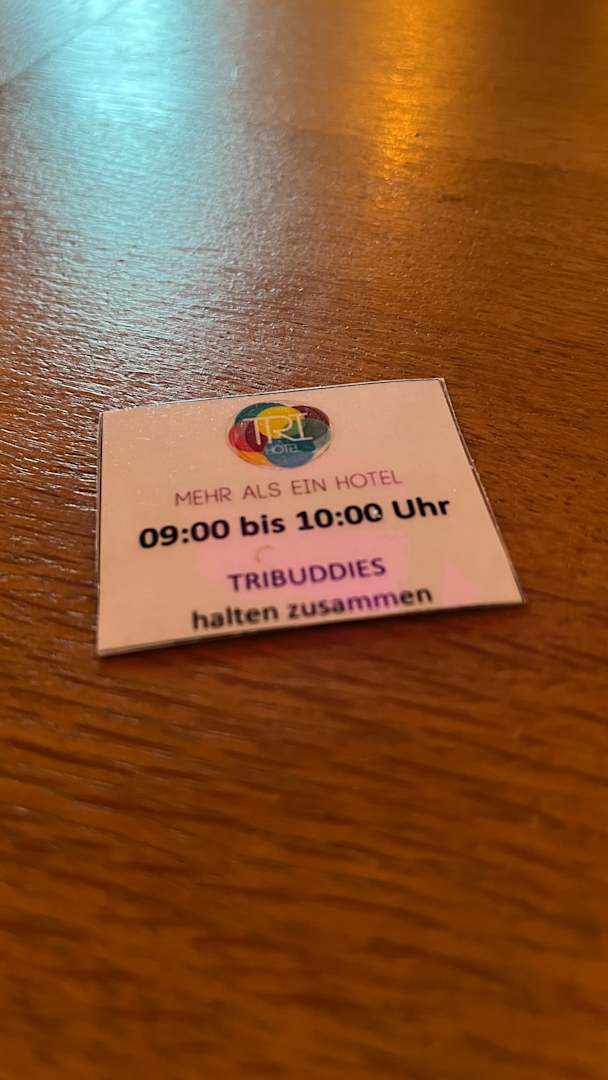 TRI
HOTEL
MEHR ALS EIN HOTEL
09:00 bis 10:00 Uhr
TRIBUDDIES
halten zusammen